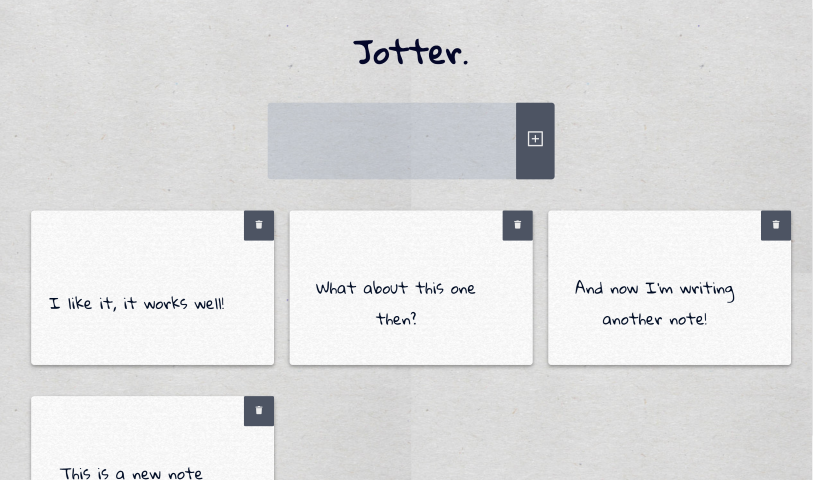 Jotter.
I like it, it works well!
What about this one
then?
And now I'm writing
another note!
This is a new note